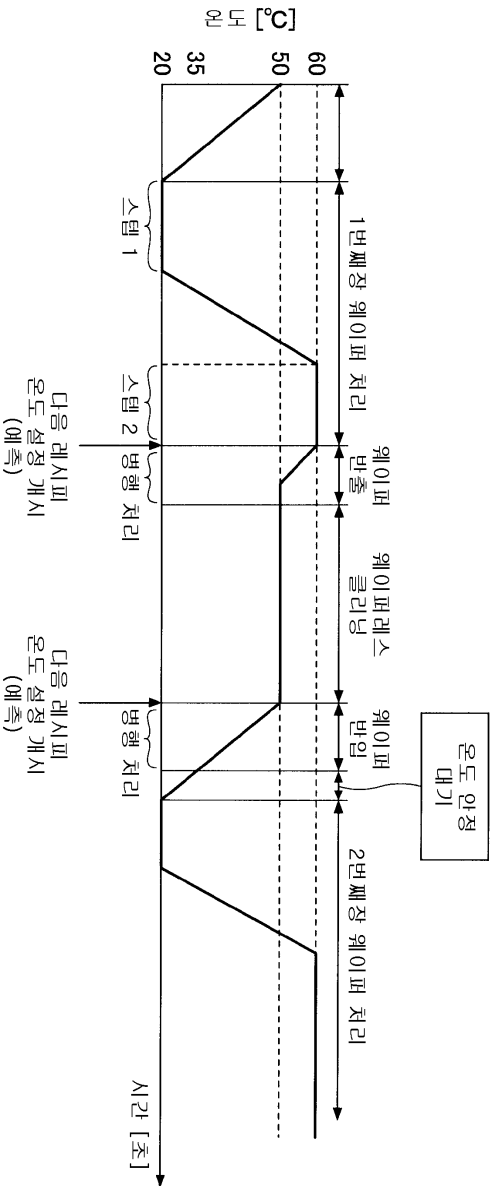 온도 [℃]
60
50
35
20
1번째장 웨이퍼 처리
웨이퍼
반출
웨이퍼레스
클리닝
웨이퍼
반입
온도 안정
대기
2번째장 웨이퍼 처리
스텝 1
스텝 2
병행 처리
병행 처리
시간 [초]
다음 레시피
온도 설정 개시
(예측)
다음 레시피
온도 설정 개시
(예측)